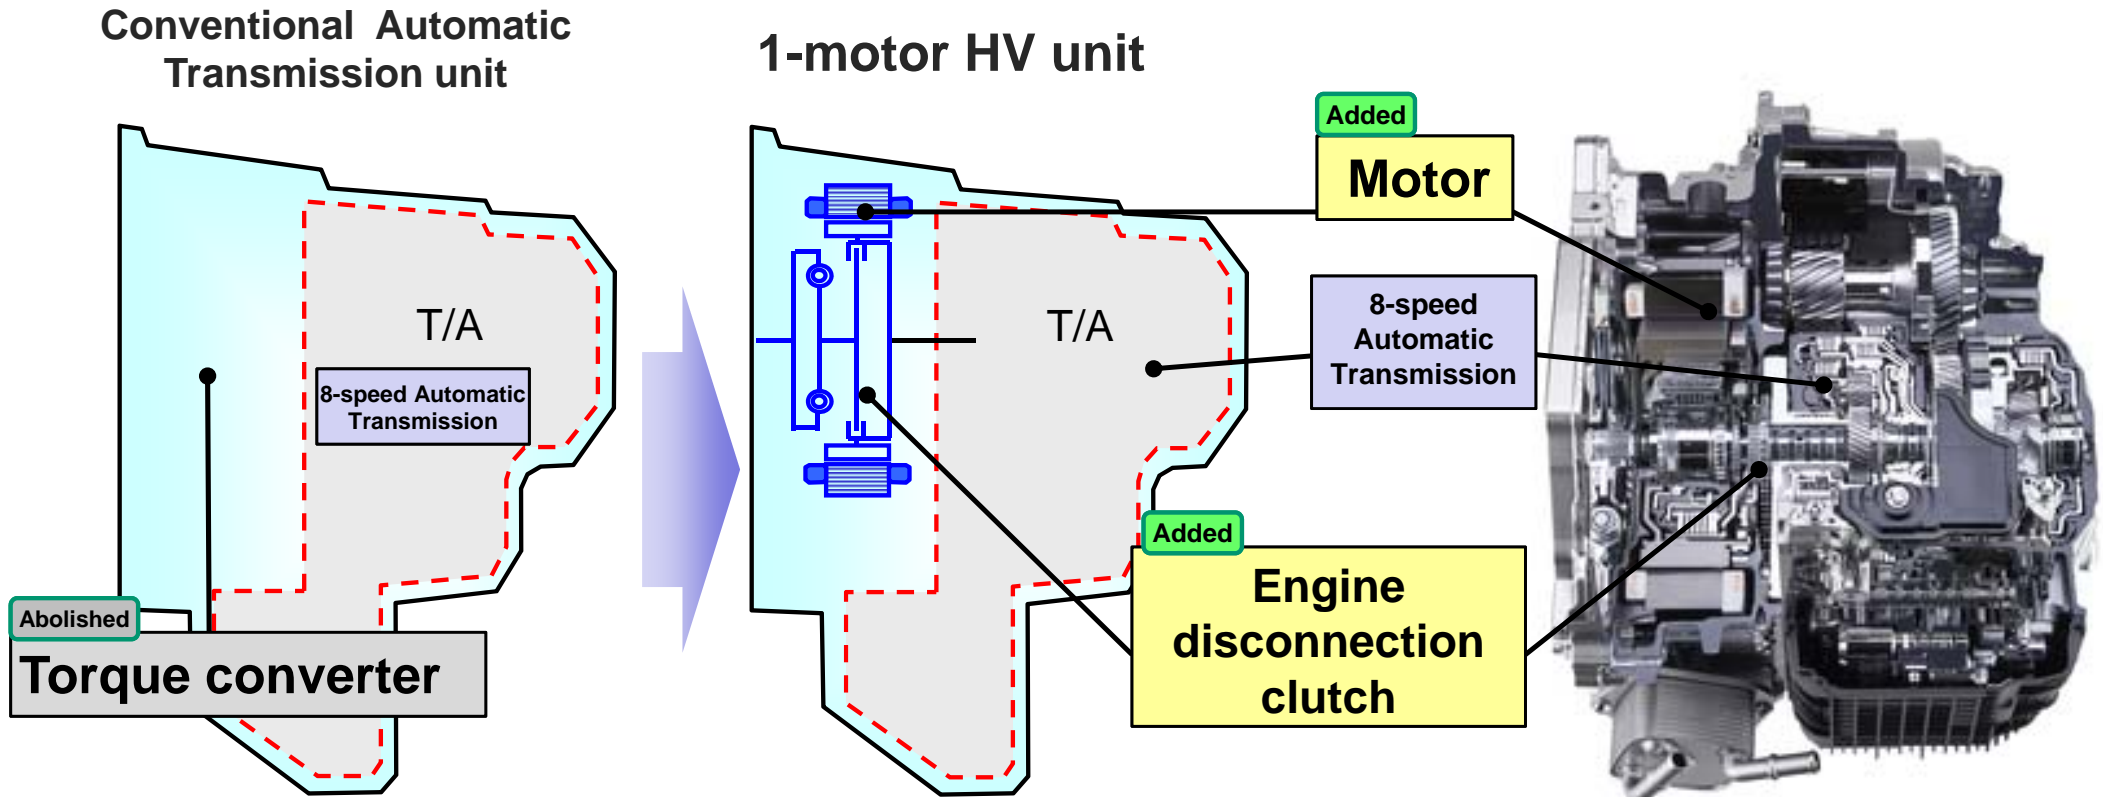 Conventional Automatic
Transmission unit
1-motor HV unit
Added
Motor
T/A
8-speed Automatic
Transmission
T/A
8-speed
Automatic
Transmission
Abolished
Torque converter
Added
Engine
disconnection
clutch